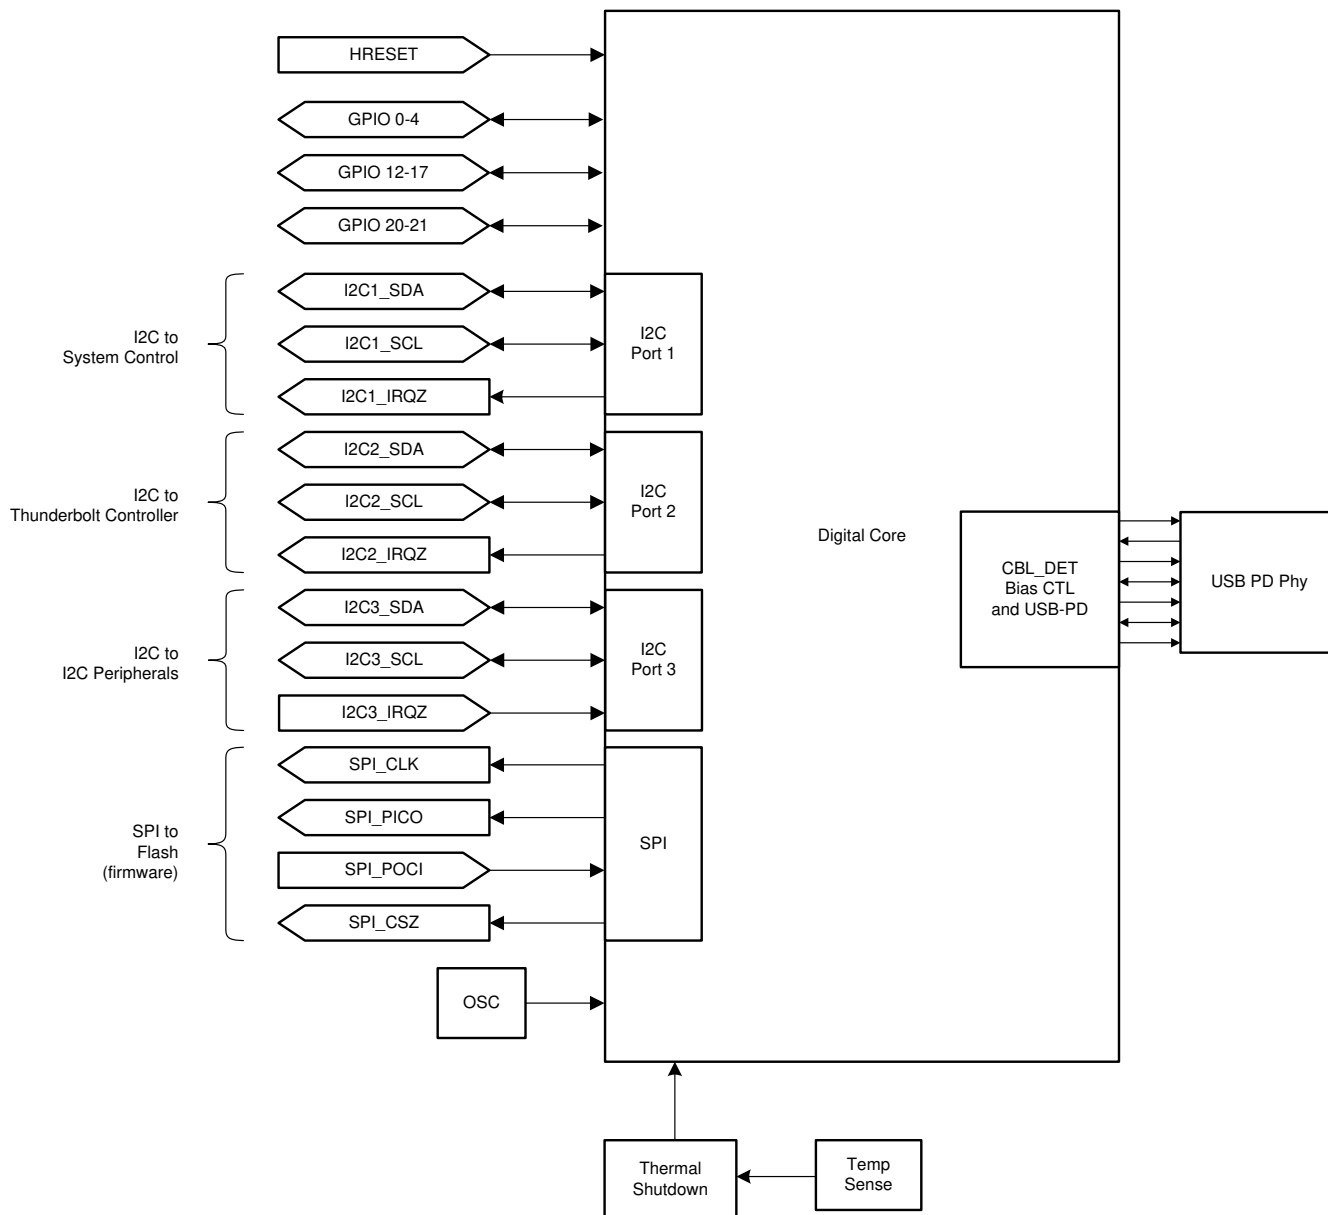 HRESET
GPIO 0-4
GPIO 12-17
GPIO 20-21
I2C to
System Control
I2C1_SDA
I2C1_SCL
I2C1_IRQZ
I2C
Port 1
I2C to
Thunderbolt Controller
I2C2_SDA
I2C2_SCL
I2C2_IRQZ
I2C
Port 2
Digital Core
CBL_DET
Bias CTL
and USB-PD
USB PD Phy
I2C to
I2C Peripherals
I2C3_SDA
I2C3_SCL
I2C3_IRQZ
I2C
Port 3
SPI to
Flash
(firmware)
SPI_CLK
SPI_PICO
SPI_POCI
SPI_CSZ
SPI
OSC
Thermal
Shutdown
Temp
Sense